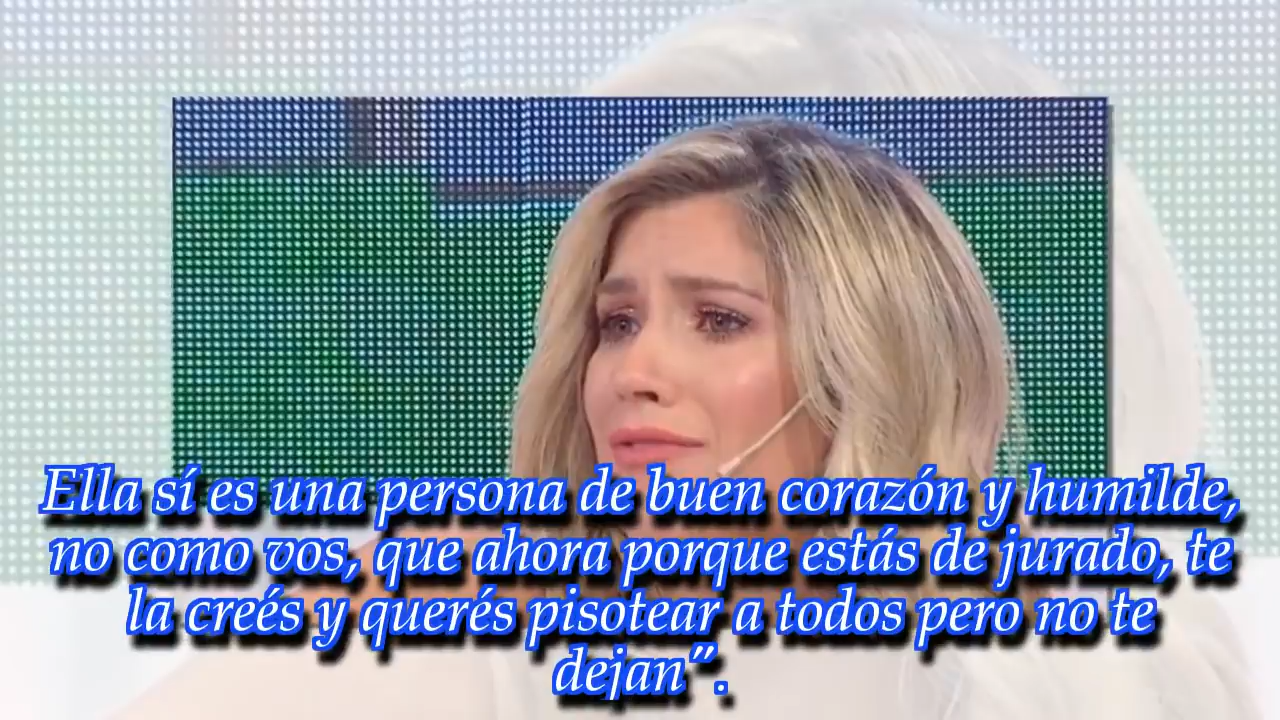 Ella sí es una persona de buen corazón y humilde,
no como vos, que ahora porque estás de jurado, te
la creés y querés pisotear a todos pero no te
dejan”.